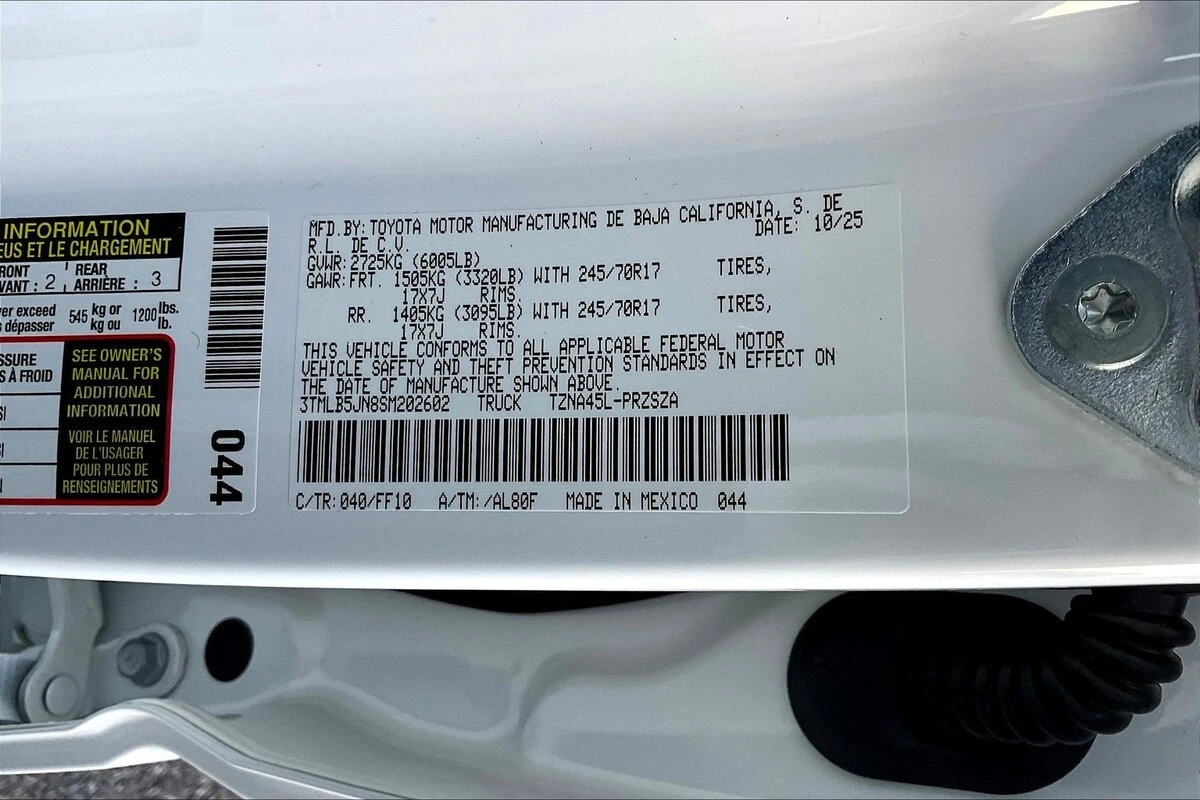 INFORMATION
EUS ET LE CHARGEMENT
RONT 2 REAR 3
VANT : ARRIÈRE :
ver exceed 545 kg or 1200 lbs.
dépasser kg ou lb.
SSURE
S À FROID
SEE OWNER'S
MANUAL FOR
ADDITIONAL
INFORMATION
VOIR LE MANUEL
DE L'USAGER
POUR PLUS DE
RENSEIGNEMENTS
044
MFD.BY:TOYOTA MOTOR MANUFACTURING DE BAJA CALIFORNIA, S. DE
R.L. DE C.V. DATE: 10/25
GVWR:2725KG (6005LB)
GAWR:FRT. 1505KG (3320LB) WITH 245/70R17 TIRES,
17X7J RIMS.
RR. 1405KG (3095LB) WITH 245/70R17 TIRES,
17X7J RIMS.
THIS VEHICLE CONFORMS TO ALL APPLICABLE FEDERAL MOTOR
VEHICLE SAFETY AND THEFT PREVENTION STANDARDS IN EFFECT ON
THE DATE OF MANUFACTURE SHOWN ABOVE.
3TMLB5JN8SM202602 TRUCK TZNA45L-PRZSZA
C/TR:040/FF10 A/TM:/AL80F MADE IN MEXICO 044